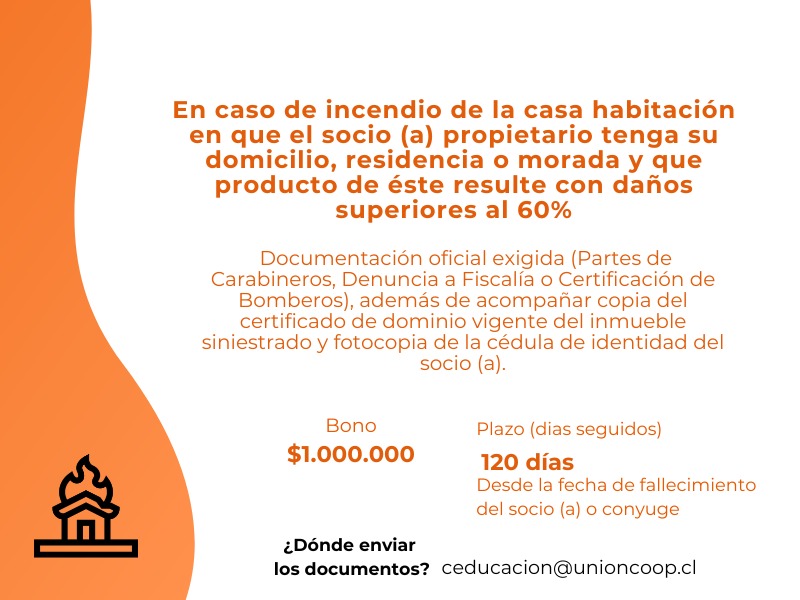 En caso de incendio de la casa habitación
en que el socio (a) propietario tenga su
domicilio, residencia o morada y que
producto de éste resulte con daños
superiores al 60%
Documentación oficial exigida (Partes de
Carabineros, Denuncia a Fiscalía o Certificación de
Bomberos), además de acompañar copia del
certificado de dominio vigente del inmueble
siniestrado y fotocopia de la cédula de identidad del
socio (a).
Bono
$1.000.000
Plazo (dias seguidos)
120 días
Desde la fecha de fallecimiento
del socio (a) o conyuge
¿Dónde enviar
los documentos?
ceducacion@unioncoop.cl